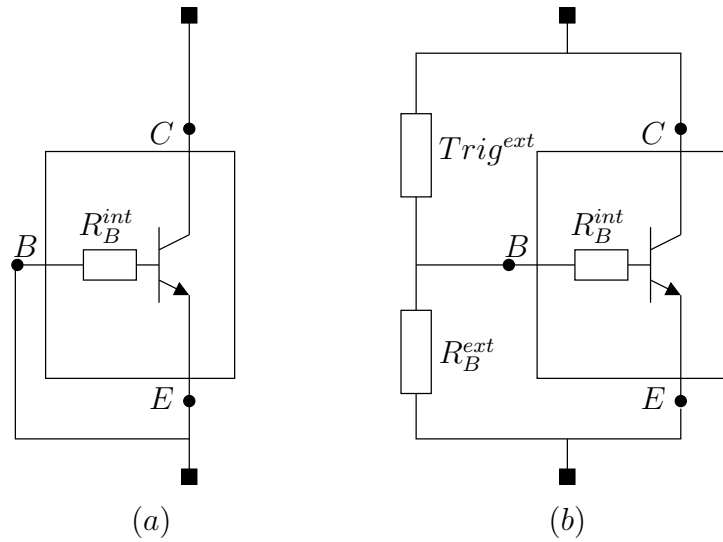 C
B
R_B^{int}
E
(a)
C
Trig^{ext}
B
R_B^{int}
R_B^{ext}
E
(b)